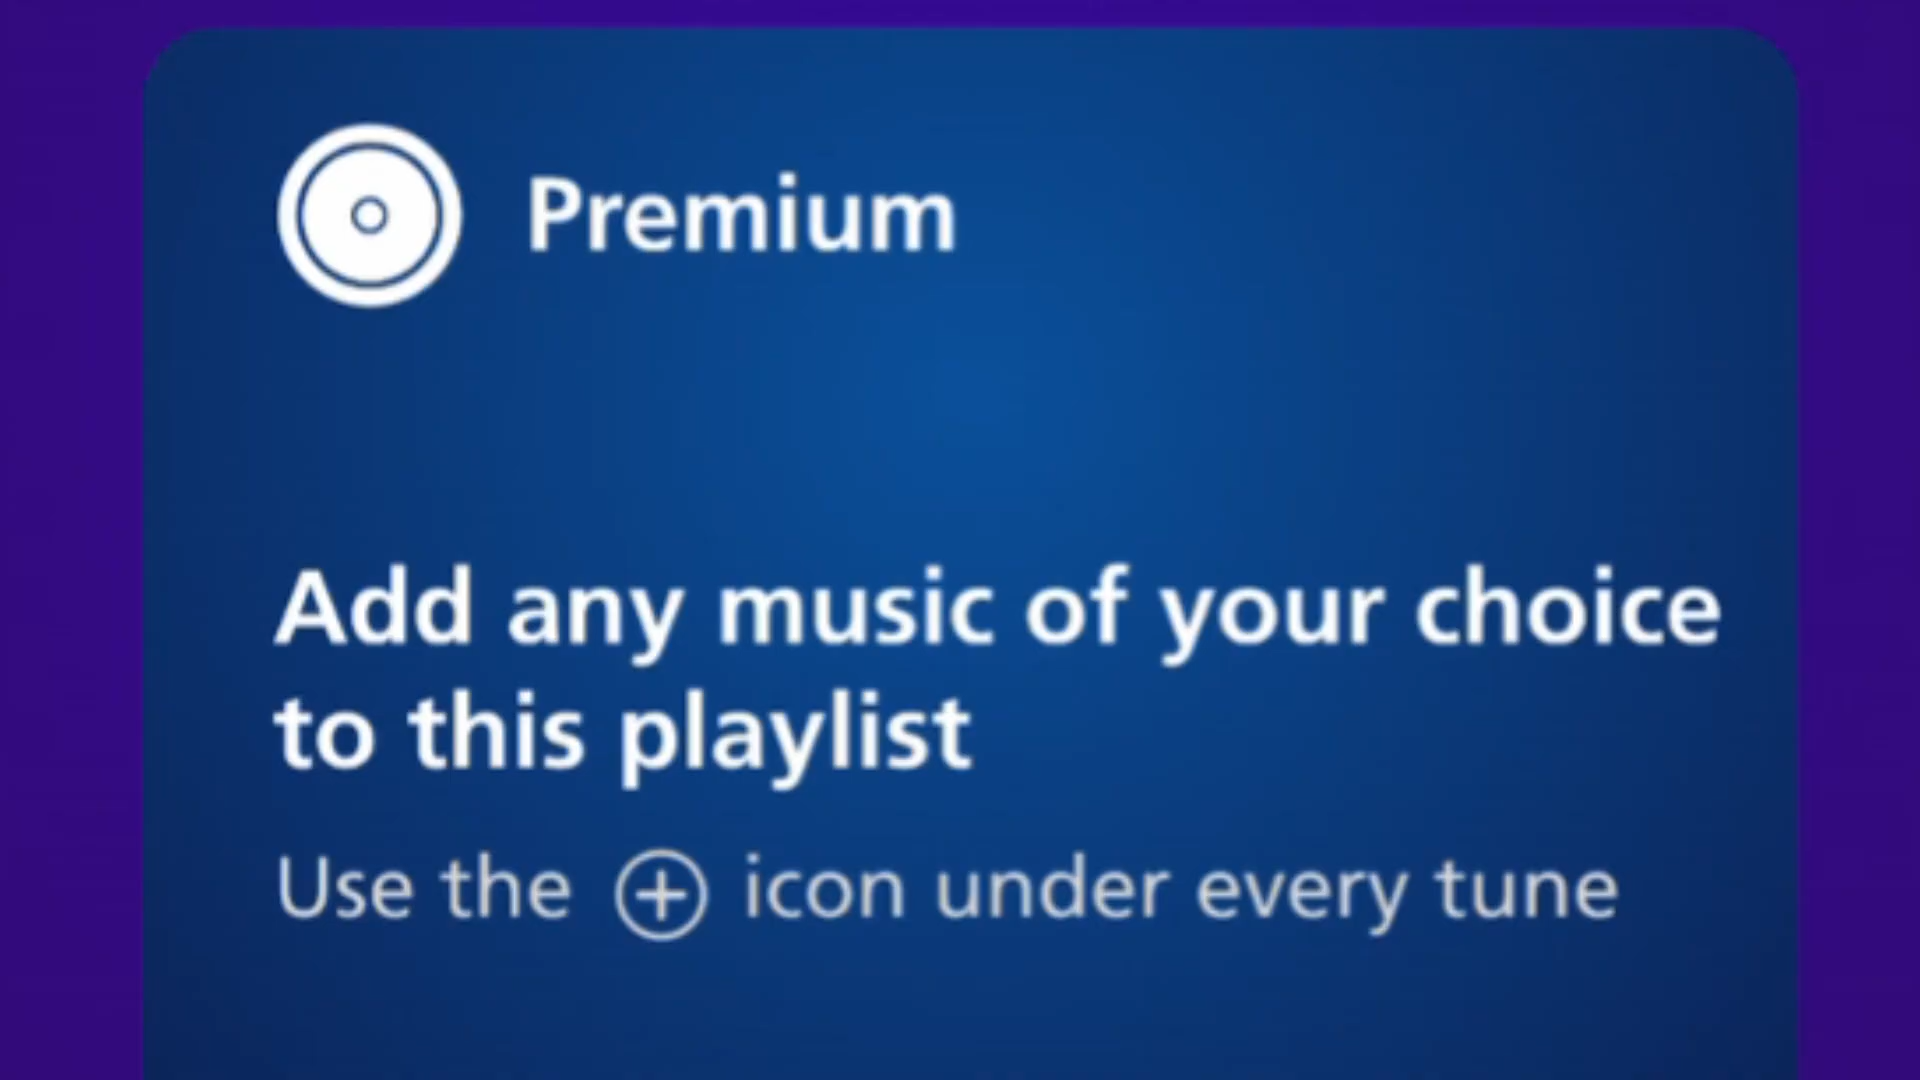 Premium
Add any music of your choice
to this playlist
Use the ⊕ icon under every tune